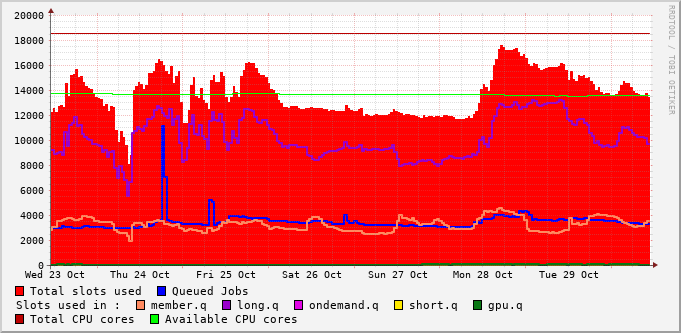 20000
18000
16000
14000
12000
10000
8000
6000
4000
2000
0
Wed 23 Oct Thu 24 Oct Fri 25 Oct Sat 26 Oct Sun 27 Oct Mon 28 Oct Tue 29 Oct
Total slots used Queued Jobs
Slots used in : member.q long.q ondemand.q short.q gpu.q
Total CPU cores Available CPU cores
RRDTOOL / TOBI OETIKER